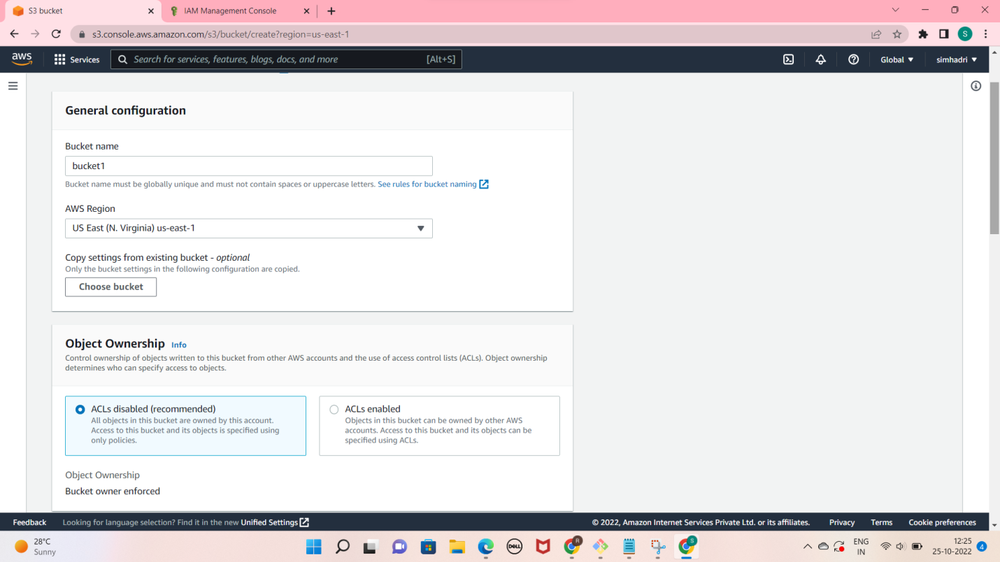 S3 bucket
IAM Management Console
s3.console.aws.amazon.com/s3/bucket/create?region=us-east-1
S
aws
Services
Search for services, features, blogs, docs, and more
[Alt+S]
Global
simhadri
General configuration
Bucket name
bucket1
Bucket name must be globally unique and must not contain spaces or uppercase letters. See rules for bucket naming
AWS Region
US East (N. Virginia) us-east-1
Copy settings from existing bucket - optional
Only the bucket settings in the following configuration are copied.
Choose bucket
Object Ownership Info
Control ownership of objects written to this bucket from other AWS accounts and the use of access control lists (ACLs). Object ownership
determines who can specify access to objects.
ACLs disabled (recommended)
All objects in this bucket are owned by this account.
Access to this bucket and its objects is specified using
only policies.
ACLs enabled
Objects in this bucket can be owned by other AWS
accounts. Access to this bucket and its objects can be
specified using ACLs.
Object Ownership
Bucket owner enforced
Feedback
Looking for language selection? Find it in the new Unified Settings
© 2022, Amazon Internet Services Private Ltd. or its affiliates.
Privacy
Terms
Cookie preferences
28°C
Sunny
DELL
R
S
ENG
IN
12:25
25-10-2022
4